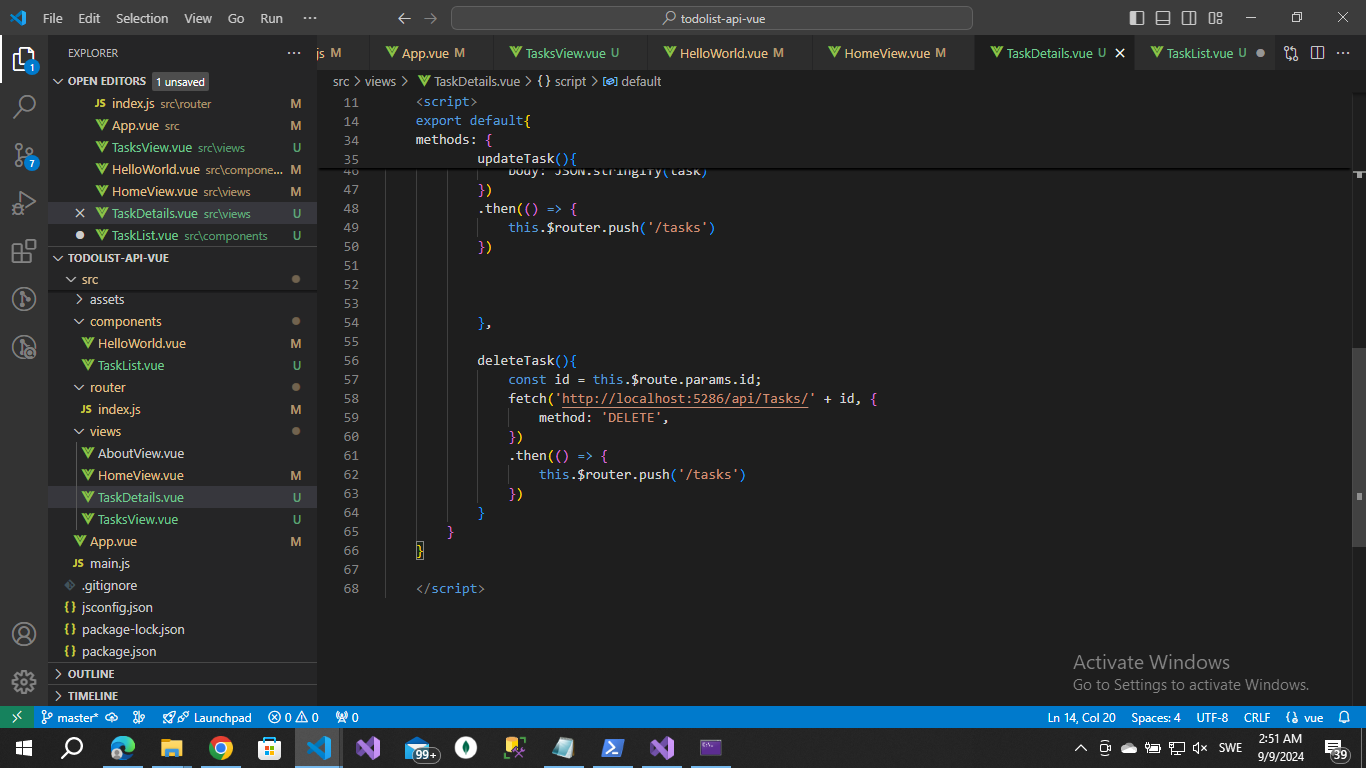 File Edit Selection View Go Run ··· todolist-api-vue
EXPLORER ···
js M App.vue M TasksView.vue U HelloWorld.vue M HomeView.vue M TaskDetails.vue U TaskList.vue U
OPEN EDITORS 1 unsaved
src > views > TaskDetails.vue > {} script > default
JS index.js src\router M
App.vue src M
TasksView.vue src\views U
HelloWorld.vue src\compone... M
HomeView.vue src\views M
TaskDetails.vue src\views U
TaskList.vue src\components U
TODOLIST-API-VUE
src
assets
components
HelloWorld.vue
TaskList.vue U
router
JS index.js M
views
AboutView.vue
HomeView.vue M
TaskDetails.vue U
TasksView.vue U
App.vue M
JS main.js
.gitignore
{} jsconfig.json
{} package-lock.json
{} package.json
OUTLINE
TIMELINE
1
7
11 <script>
14 export default{
34 methods: {
35 updateTask(){
46 body: JSON.stringify(task)
47 })
48 .then(() => {
49 this.$router.push('/tasks')
50 })
51
52
53
54 },
55
56 deleteTask(){
57 const id = this.$route.params.id;
58 fetch('http://localhost:5286/api/Tasks/' + id, {
59 method: 'DELETE',
60 })
61 .then(() => {
62 this.$router.push('/tasks')
63 })
64 }
65 }
66 }
67
68 </script>
Activate Windows
Go to Settings to activate Windows.
master* Launchpad 0 0 0 Ln 14, Col 20 Spaces: 4 UTF-8 CRLF {} vue
99+ SWE 2:51 AM
9/9/2024 39